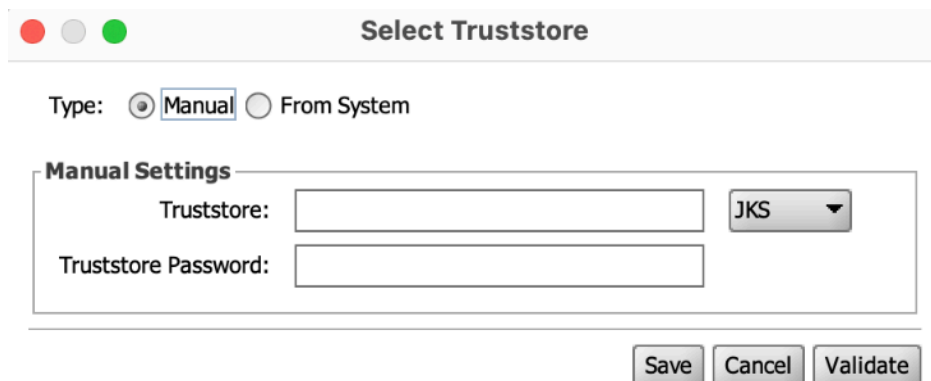 Select Truststore
Type: Manual From System
Manual Settings
Truststore: JKS
Truststore Password:
Save Cancel Validate